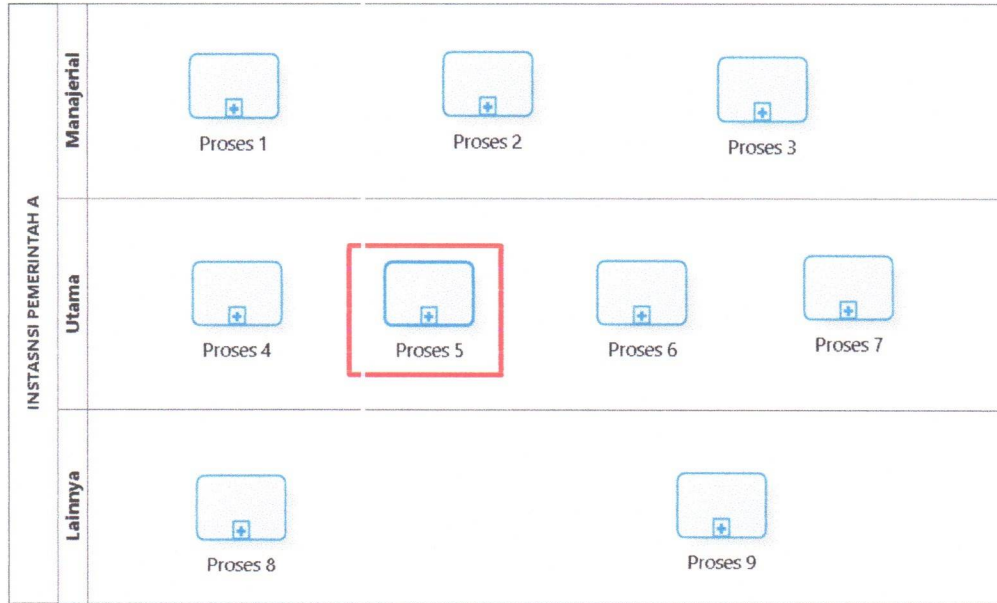 INSTASNSI PEMERINTAH A
Manajerial
Proses 1
Proses 2
Proses 3
Utama
Proses 4
Proses 5
Proses 6
Proses 7
Lainnya
Proses 8
Proses 9